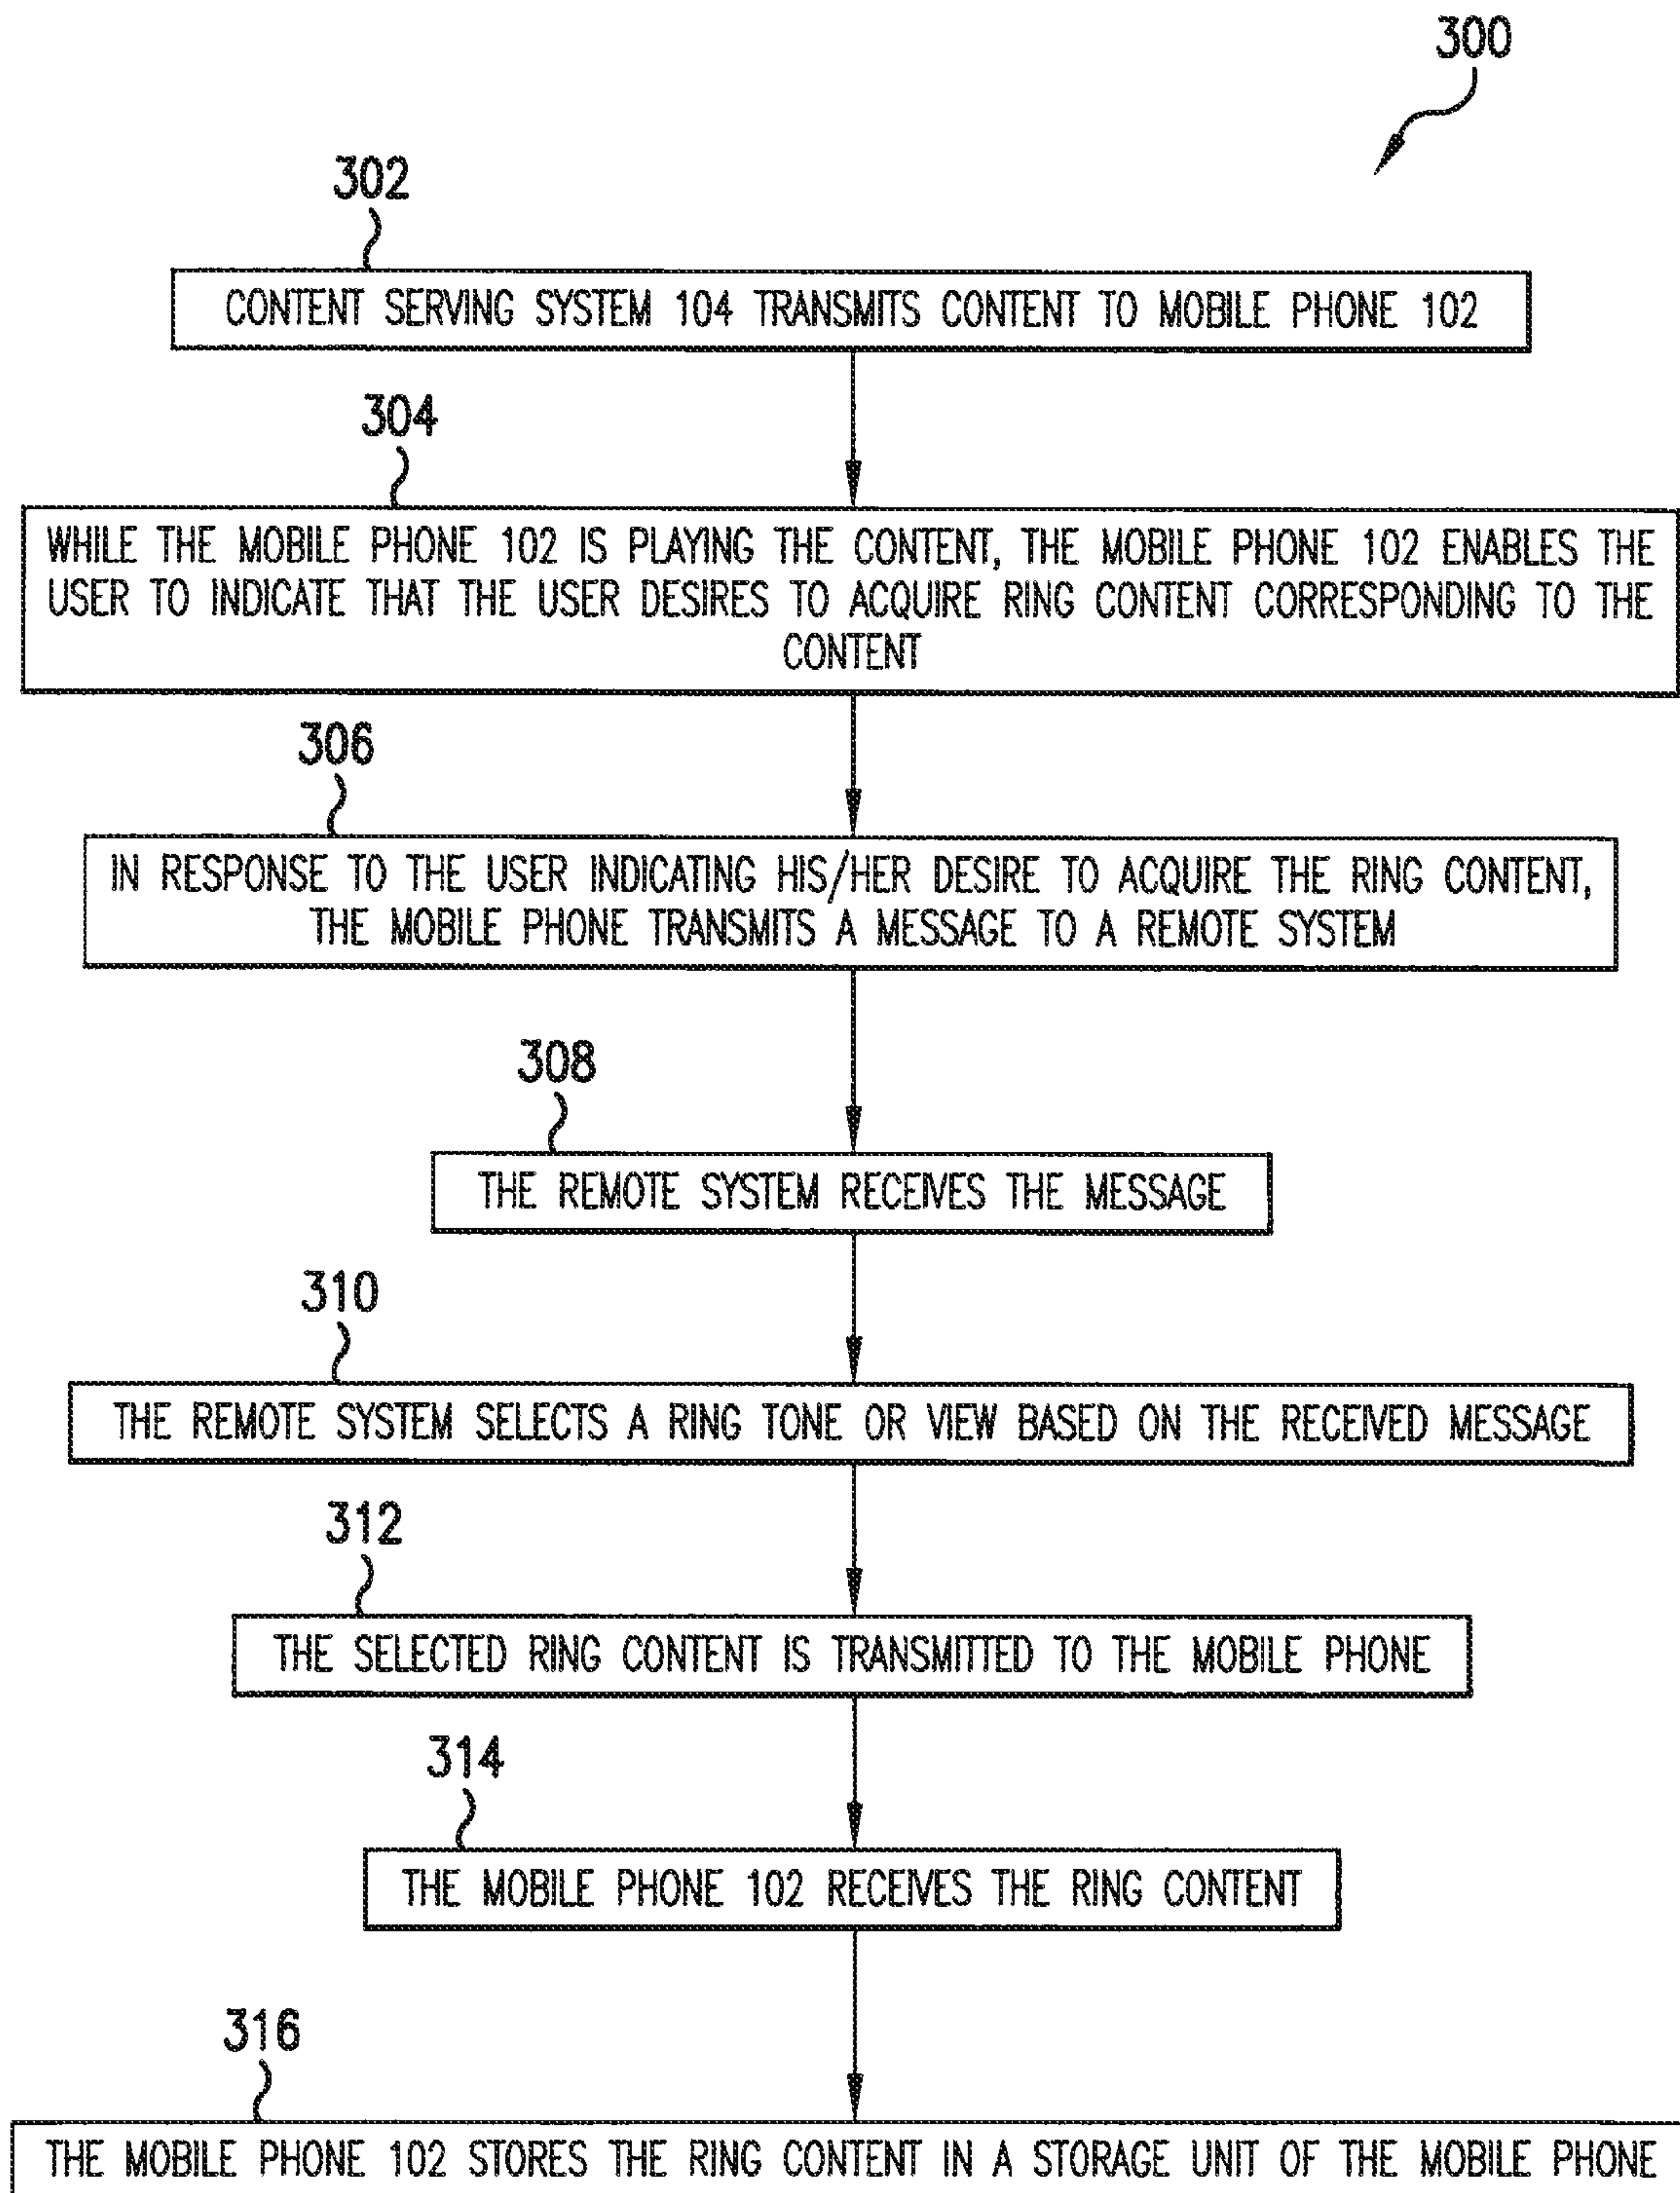 300
302
CONTENT SERVING SYSTEM 104 TRANSMITS CONTENT TO MOBILE PHONE 102
304
WHILE THE MOBILE PHONE 102 IS PLAYING THE CONTENT, THE MOBILE PHONE 102 ENABLES THE
USER TO INDICATE THAT THE USER DESIRES TO ACQUIRE RING CONTENT CORRESPONDING TO THE
CONTENT
306
IN RESPONSE TO THE USER INDICATING HIS/HER DESIRE TO ACQUIRE THE RING CONTENT,
THE MOBILE PHONE TRANSMITS A MESSAGE TO A REMOTE SYSTEM
308
THE REMOTE SYSTEM RECEIVES THE MESSAGE
310
THE REMOTE SYSTEM SELECTS A RING TONE OR VIEW BASED ON THE RECEIVED MESSAGE
312
THE SELECTED RING CONTENT IS TRANSMITTED TO THE MOBILE PHONE
314
THE MOBILE PHONE 102 RECEIVES THE RING CONTENT
316
THE MOBILE PHONE 102 STORES THE RING CONTENT IN A STORAGE UNIT OF THE MOBILE PHONE